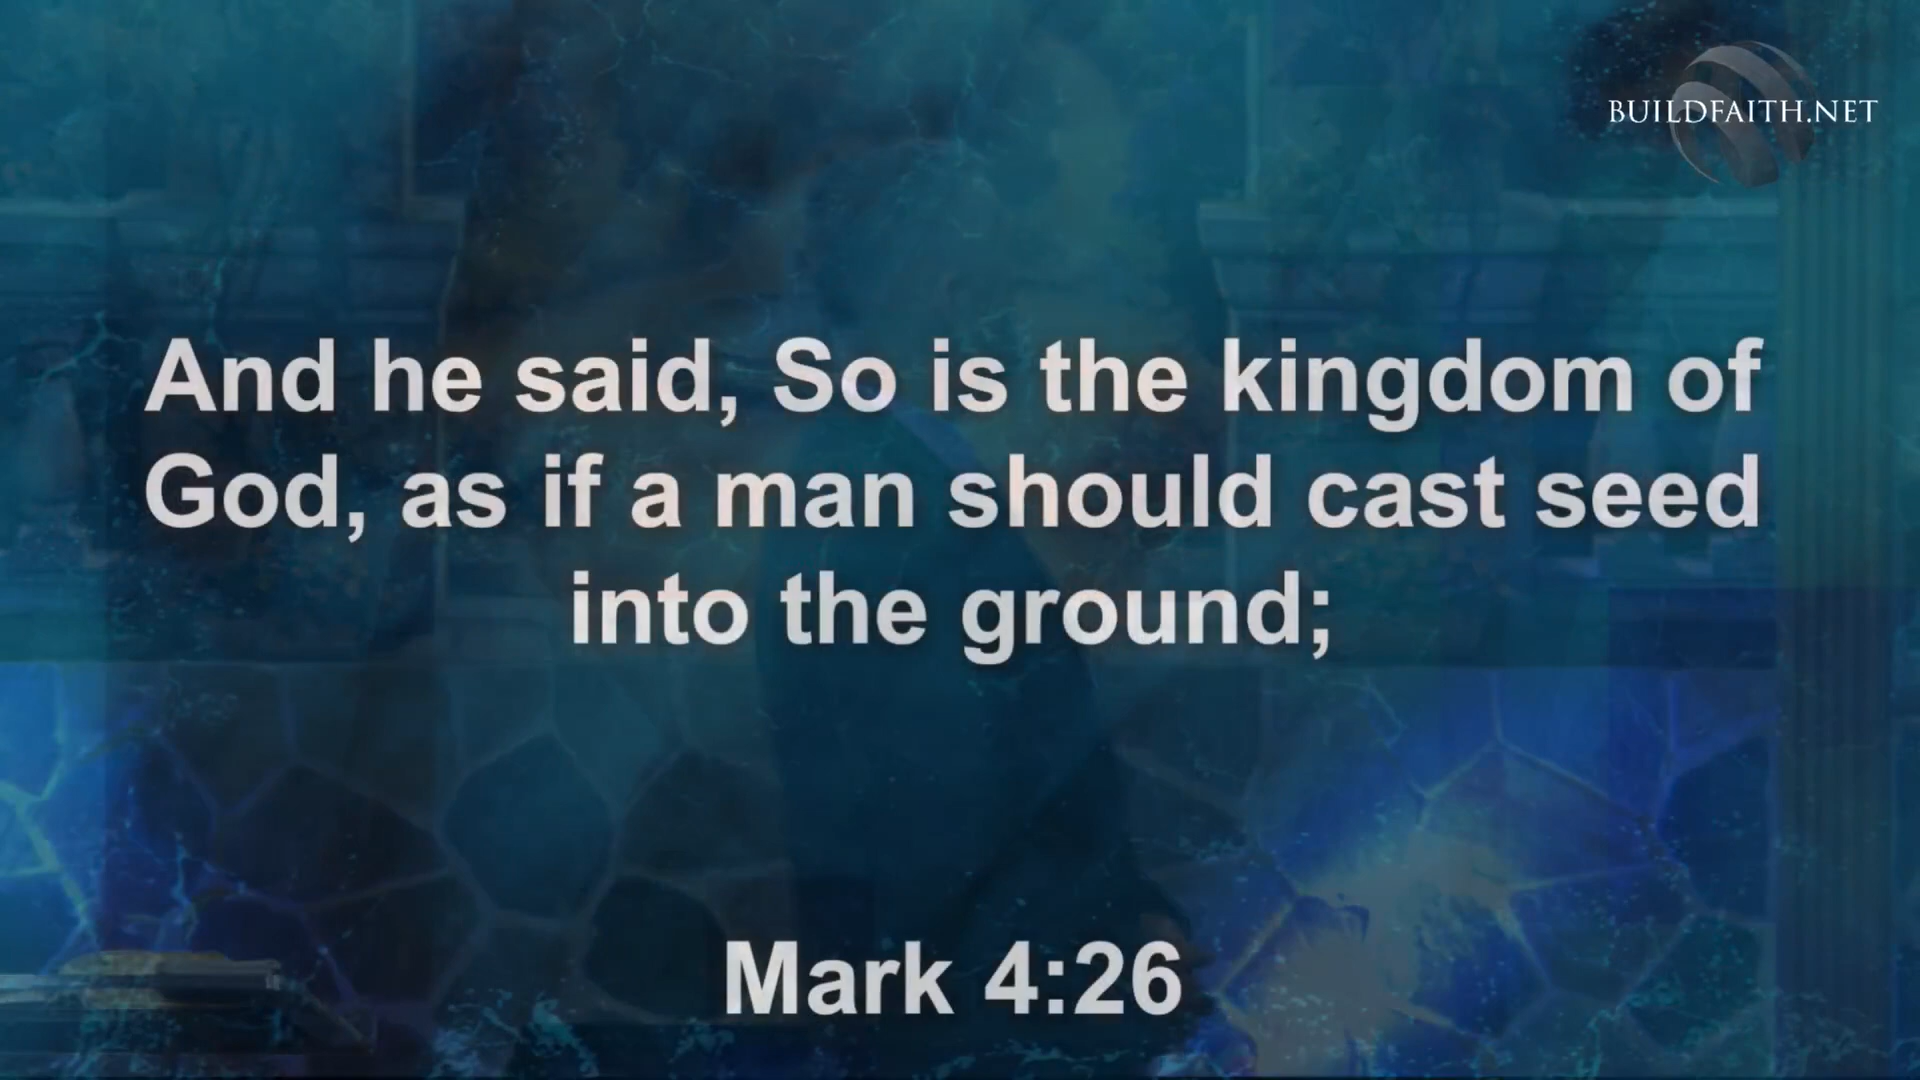 BUILDFAITH.NET
And he said, So is the kingdom of
God, as if a man should cast seed
into the ground;
Mark 4:26